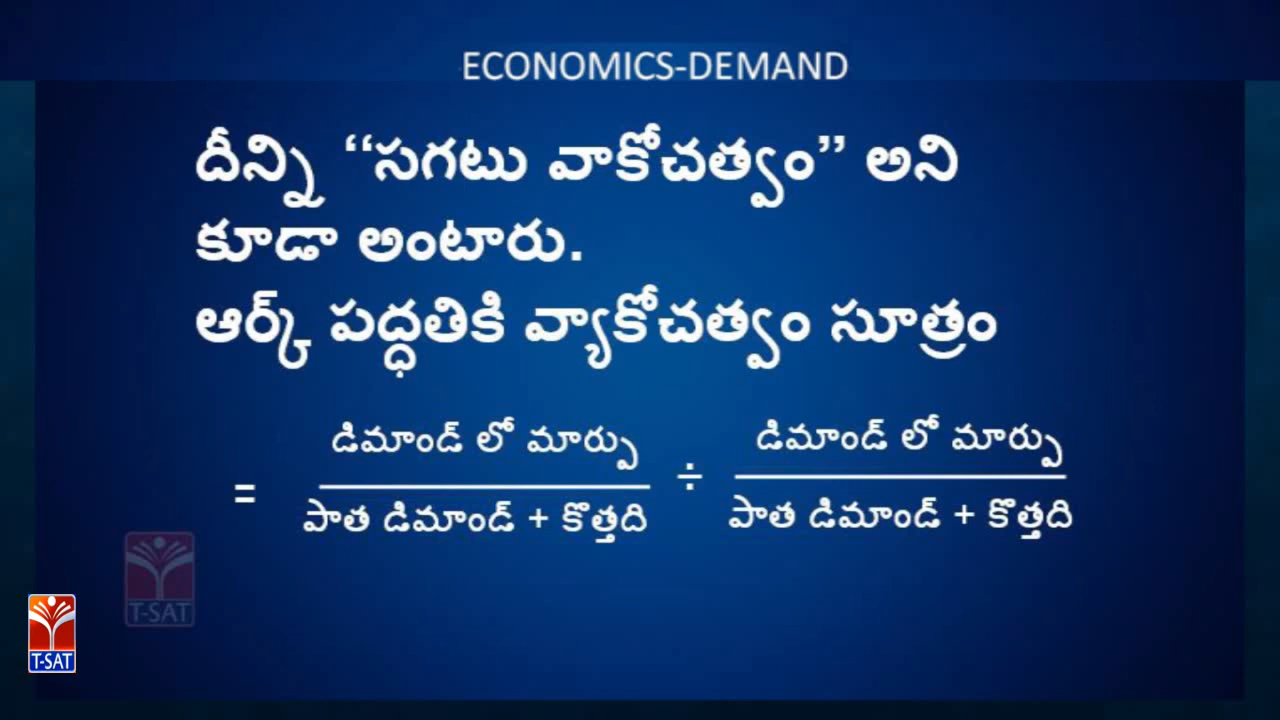 ECONOMICS-DEMAND
దీన్ని “సగటు వాకోచత్వం” అని
కూడా అంటారు.
ఆర్క్ పద్ధతికి వ్యాకోచత్వం సూత్రం
డిమాండ్ లో మార్పు
డిమాండ్ లో మార్పు
=
÷
పాత డిమాండ్ + కొత్తది
పాత డిమాండ్ + కొత్తది
T-SAT
T-SAT